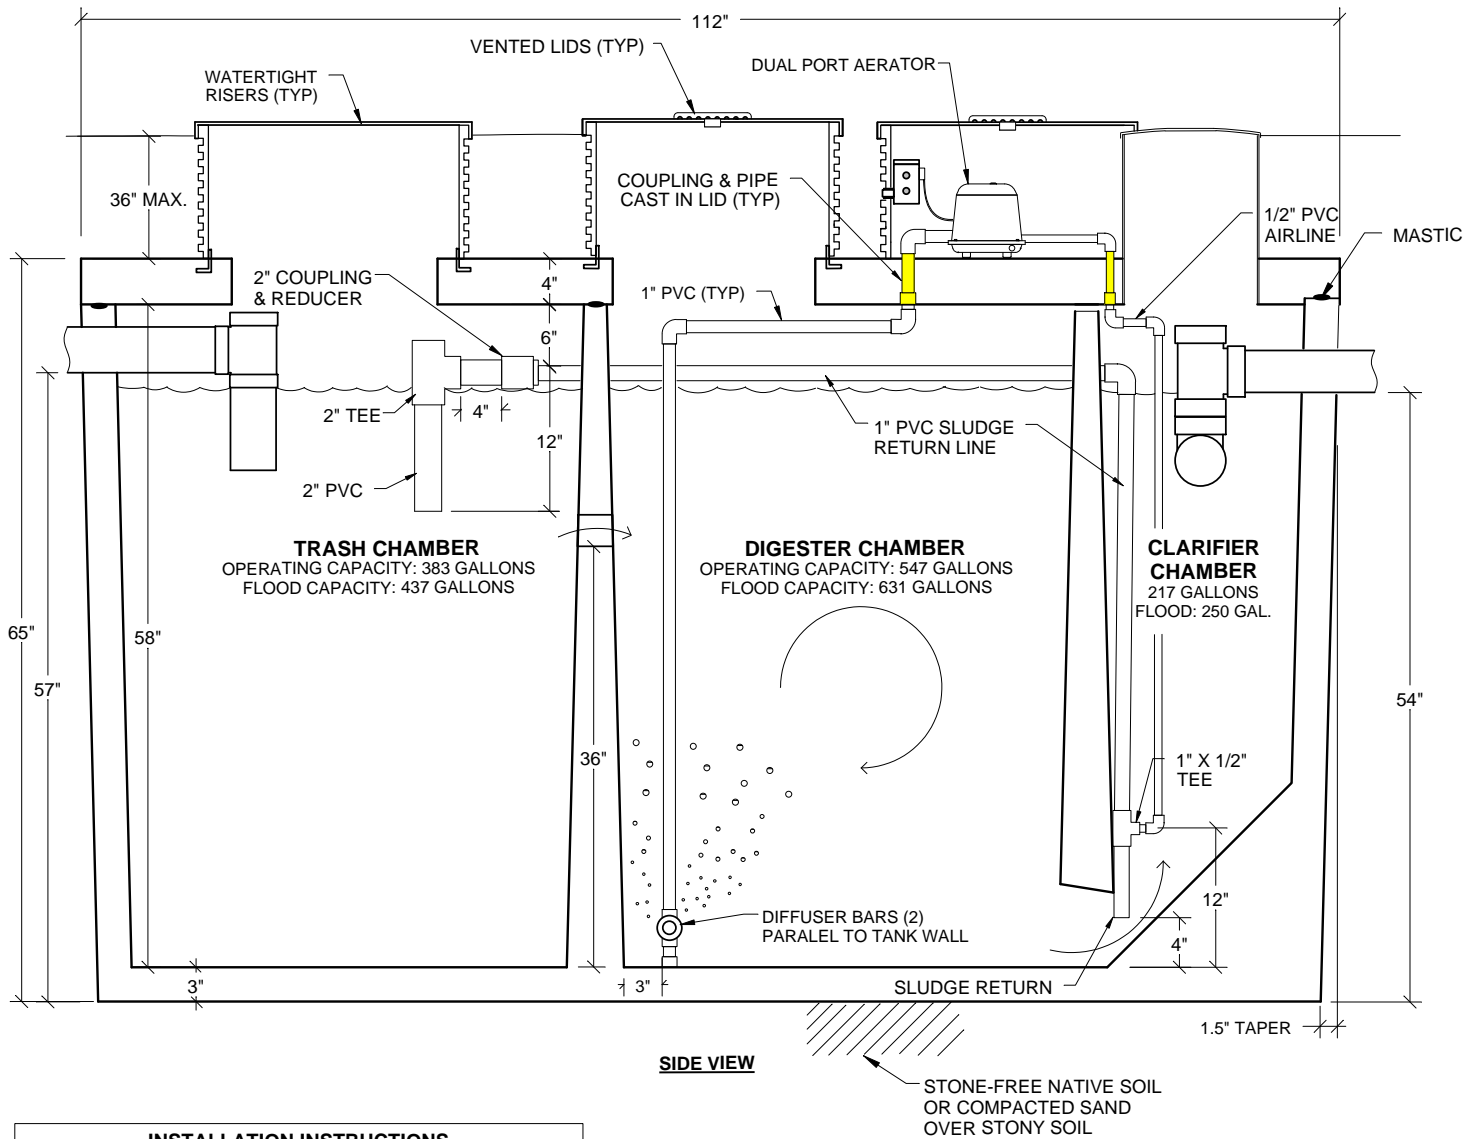 112"
VENTED LIDS (TYP)
DUAL PORT AERATOR
WATERTIGHT
RISERS (TYP)
36" MAX.
COUPLING & PIPE
CAST IN LID (TYP)
1/2" PVC
AIRLINE
MASTIC
2" COUPLING
& REDUCER
4"
1" PVC (TYP)
6"
2" TEE
4"
12"
1" PVC SLUDGE
RETURN LINE
2" PVC
TRASH CHAMBER
OPERATING CAPACITY: 383 GALLONS
FLOOD CAPACITY: 437 GALLONS
DIGESTER CHAMBER
OPERATING CAPACITY: 547 GALLONS
FLOOD CAPACITY: 631 GALLONS
CLARIFIER
CHAMBER
217 GALLONS
FLOOD: 250 GAL.
65"
58"
57"
54"
36"
1" X 1/2"
TEE
12"
DIFFUSER BARS (2)
PARALEL TO TANK WALL
4"
3"
3"
SLUDGE RETURN
1.5" TAPER
SIDE VIEW
STONE-FREE NATIVE SOIL
OR COMPACTED SAND
OVER STONY SOIL
INSTALLATION INSTRUCTIONS